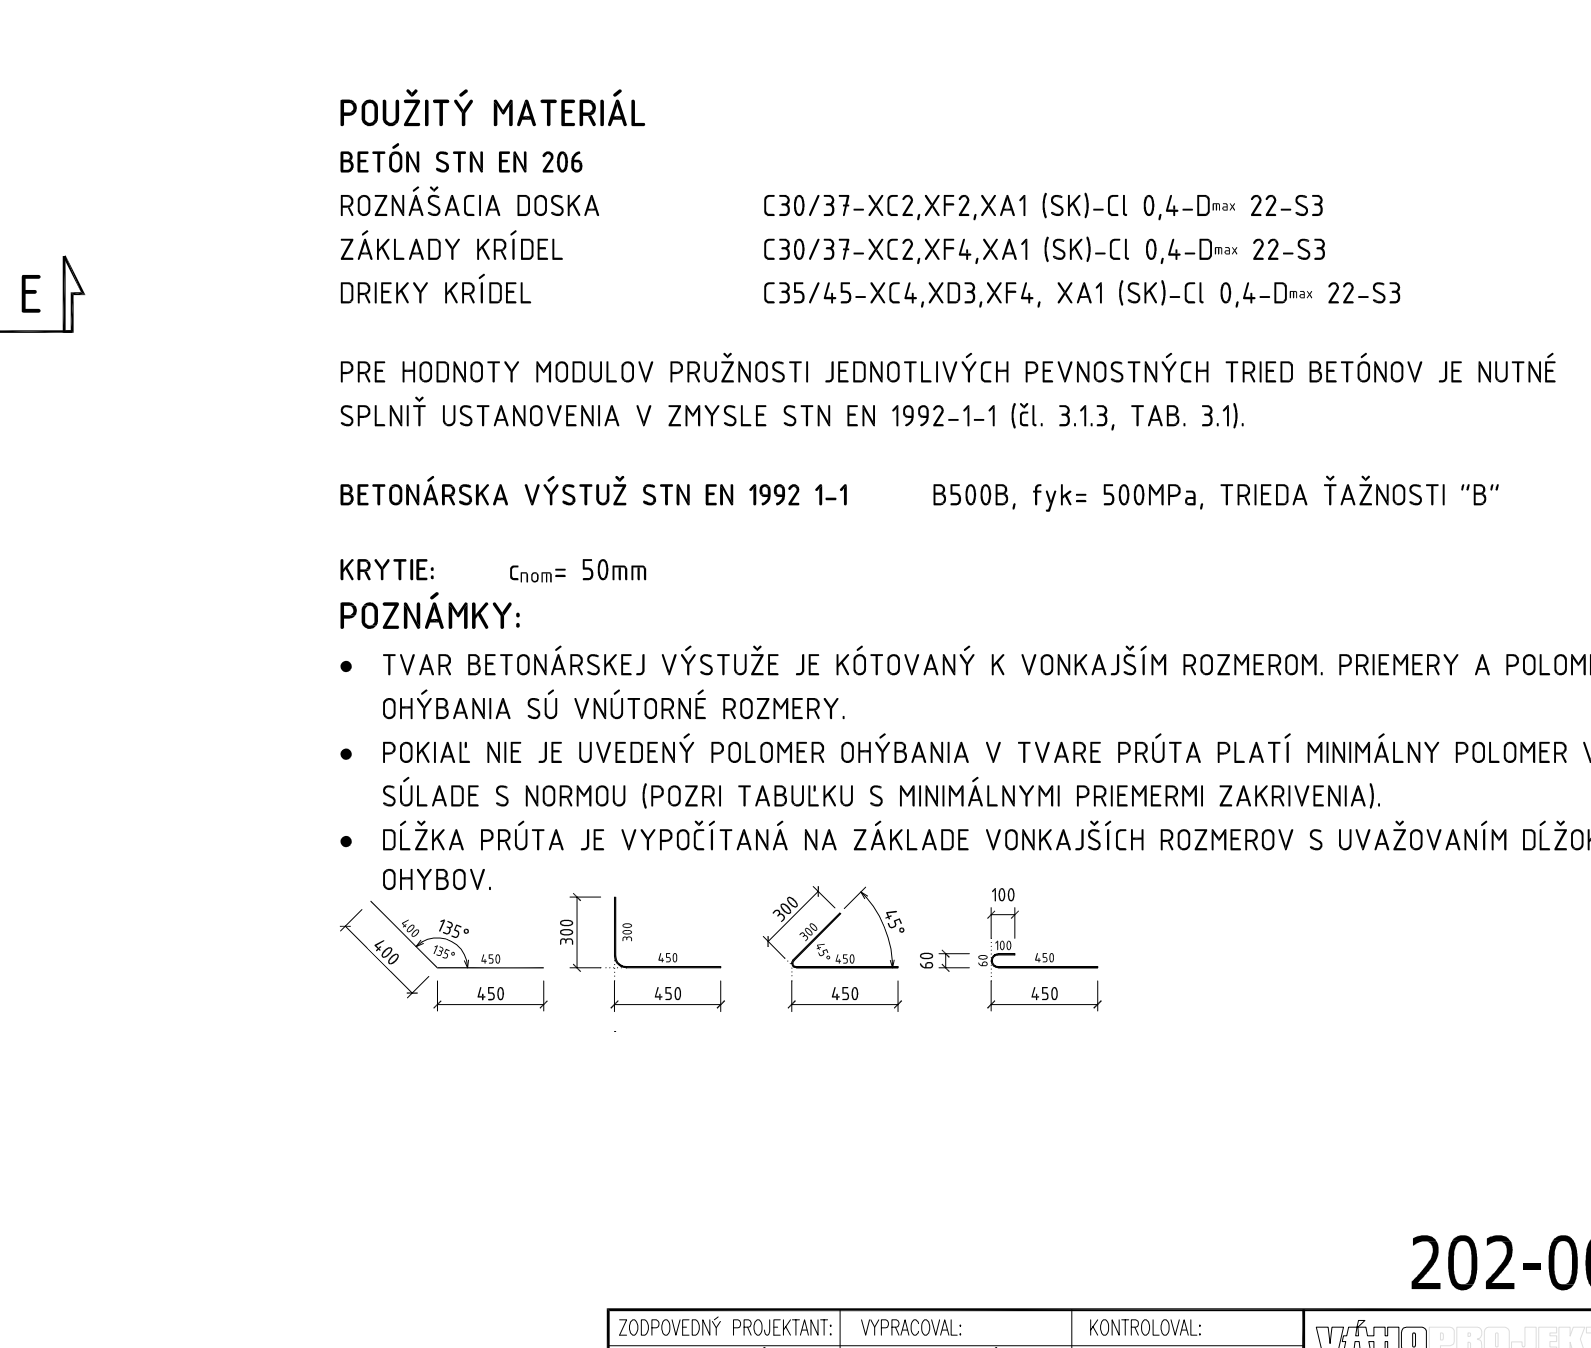 POUŽITÝ MATERIÁL
BETÓN STN EN 206
ROZNÁŠACIA DOSKA C30/37-XC2,XF2,XA1 (SK)-Cl 0,4-Dmax 22-S3
ZÁKLADY KRÍDEL C30/37-XC2,XF4,XA1 (SK)-Cl 0,4-Dmax 22-S3
E
DRIEKY KRÍDEL C35/45-XC4,XD3,XF4, XA1 (SK)-Cl 0,4-Dmax 22-S3
PRE HODNOTY MODULOV PRUŽNOSTI JEDNOTLIVÝCH PEVNOSTNÝCH TRIED BETÓNOV JE NUTNÉ
SPLNIŤ USTANOVENIA V ZMYSLE STN EN 1992-1-1 (čl. 3.1.3, TAB. 3.1).
BETONÁRSKA VÝSTUŽ STN EN 1992 1-1 B500B, fyk= 500MPa, TRIEDA ŤAŽNOSTI "B"
KRYTIE: cnom= 50mm
POZNÁMKY:
• TVAR BETONÁRSKEJ VÝSTUŽE JE KÓTOVANÝ K VONKAJŠÍM ROZMEROM. PRIEMERY A
OHÝBANIA SÚ VNÚTORNÉ ROZMERY.
• POKIAĽ NIE JE UVEDENÝ POLOMER OHÝBANIA V TVARE PRÚTA PLATÍ MINIMÁLNY POLOMER V
SÚLADE S NORMOU (POZRI TABUĽKU S MINIMÁLNYMI PRIEMERMI ZAKRIVENIA).
• DĹŽKA PRÚTA JE VYPOČÍTANÁ NA ZÁKLADE VONKAJŠÍCH ROZMEROV S UVAŽOVANÍM
OHYBOV.
400 400 135° 135° 450 450
300 300 450 450
300 300 45° 45° 450 450
100 100 60 60 450 450
202-0
ZODPOVEDNÝ PROJEKTANT: VYPRACOVAL: KONTROLOVAL:
VÁHOPROJEKT